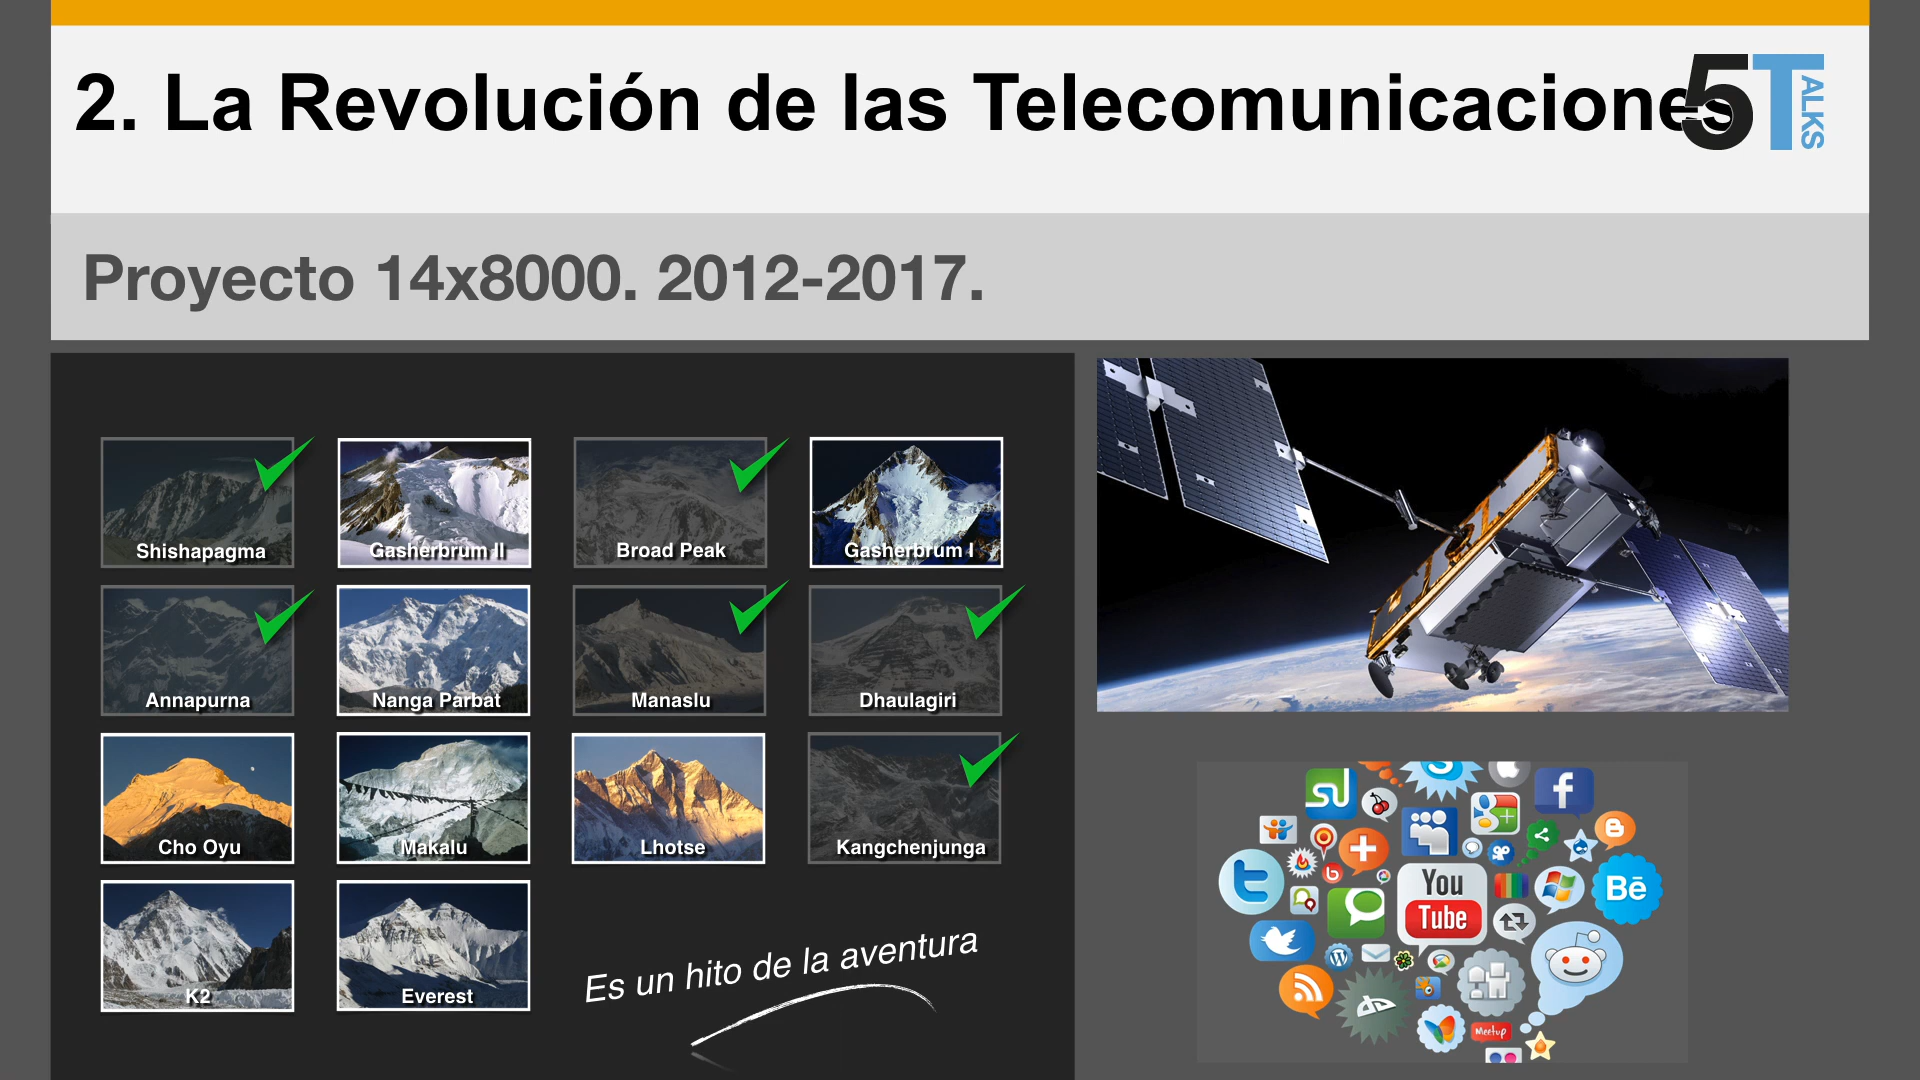 2. La Revolución de las Telecomunicaciones
5TALKS
Proyecto 14x8000. 2012-2017.
Shishapagma
Gasherbrum II
Broad Peak
Gasherbrum I
Annapurna
Nanga Parbat
Manaslu
Dhaulagiri
Cho Oyu
Makalu
Lhotse
Kangchenjunga
K2
Everest
Es un hito de la aventura
You
Tube
Bē
Meetup